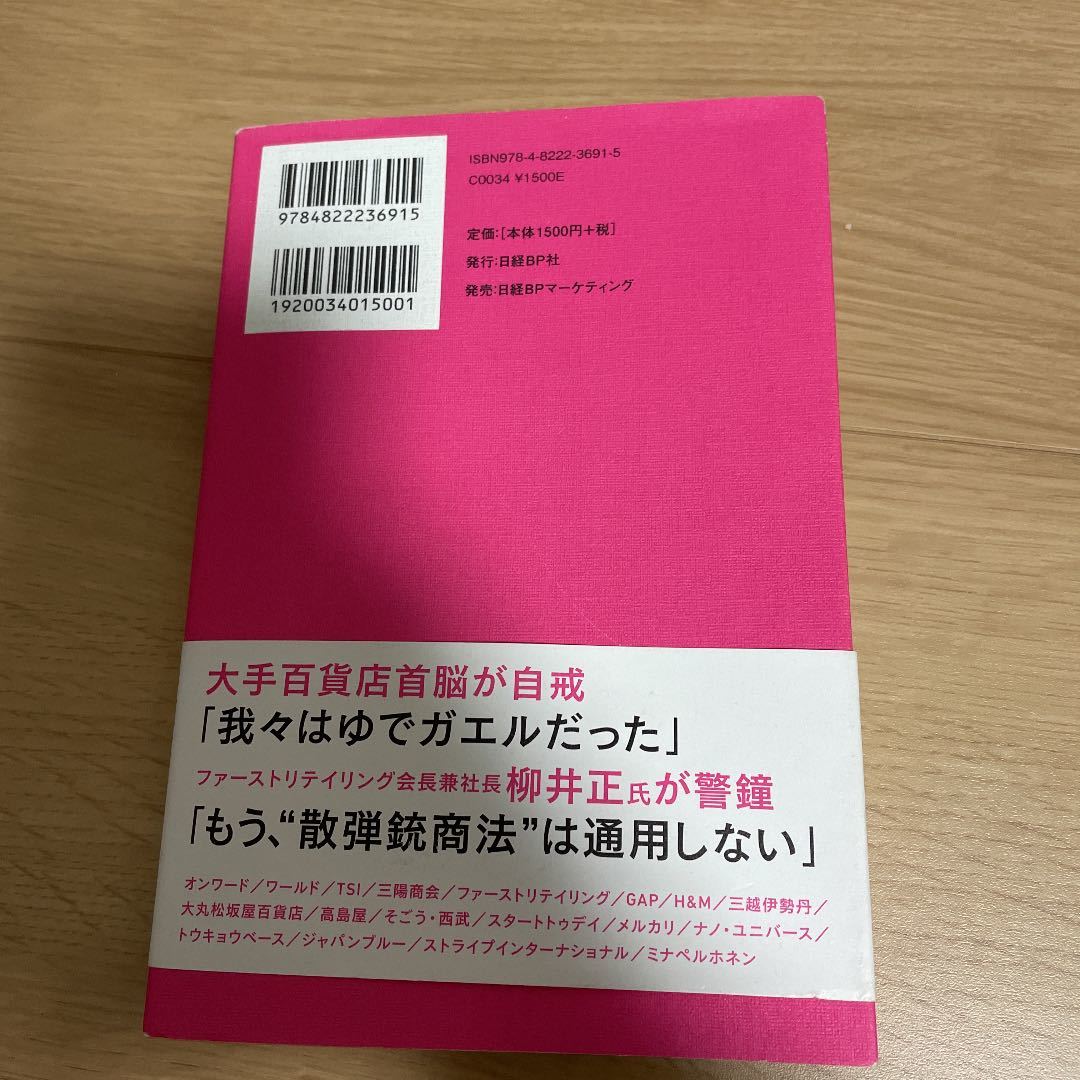 ISBN978-4-8222-3691-5
C0034 ¥1500E
9784822236915
定価:[本体1500円+税]
発行:日経BP社
発売:日経BPマーケティング
1920034015001
大手百貨店首脳が自戒
「我々はゆでガエルだった」
ファーストリテイリング会長兼社長 柳井正氏が警鐘
「もう、“散弾銃商法”は通用しない」
オンワード/ワールド/TSI/三陽商会/ファーストリテイリング/GAP/H&M/三越伊勢丹/
大丸松坂屋百貨店/高島屋/そごう・西武/スタートトゥデイ/メルカリ/ナノ・ユニバース/
トウキョウベース/ジャパンブルー/ストライプインターナショナル/ミナペルホネン